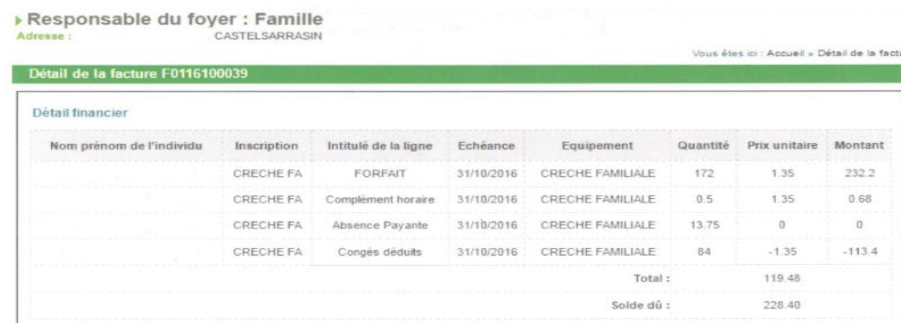 Responsable du foyer : Famille
Adresse : CASTELSARRASIN
Vous êtes ici : Accueil » Détail de la fact
Détail de la facture F0116100039
Détail financier
Nom prénom de l'individu Inscription Intitulé de la ligne Echéance Equipement Quantité Prix unitaire Montant
CRECHE FA FORFAIT 31/10/2016 CRECHE FAMILIALE 172 1.35 232.2
CRECHE FA Complément horaire 31/10/2016 CRECHE FAMILIALE 0.5 1.35 0.68
CRECHE FA Absence Payante 31/10/2016 CRECHE FAMILIALE 13.75 0 0
CRECHE FA Congés déduits 31/10/2016 CRECHE FAMILIALE 84 -1.35 -113.4
Total : 119.48
Solde dû : 228.40